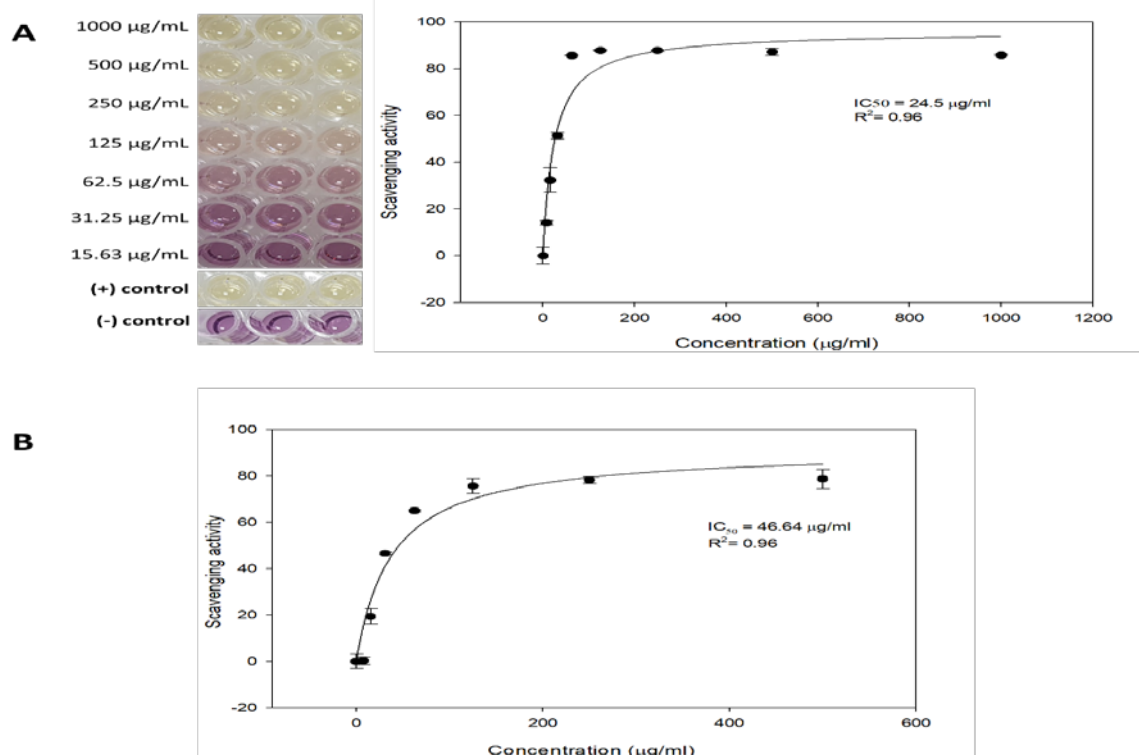 A
1000 µg/mL
500 µg/mL
250 µg/mL
125 µg/mL
62.5 µg/mL
31.25 µg/mL
15.63 µg/mL
(+) control
(-) control
100
80
60
40
20
0
-20
Scavenging activity
IC50 = 24.5 µg/ml
R²= 0.96
0 200 400 600 800 1000 1200
Concentration (µg/ml)
B
100
80
60
40
20
0
-20
Scavenging activity
IC₅₀ = 46.64 µg/ml
R²= 0.96
0 200 400 600
Concentration (µg/ml)